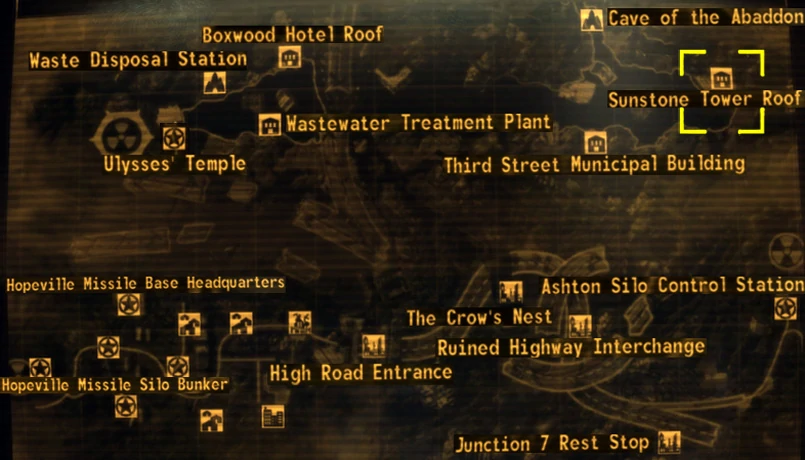 Cave of the Abaddon
Boxwood Hotel Roof
Waste Disposal Station
Sunstone Tower Roof
Wastewater Treatment Plant
Ulysses' Temple
Third Street Municipal Building
Hopeville Missile Base Headquarters
Ashton Silo Control Station
The Crow's Nest
Ruined Highway Interchange
High Road Entrance
Hopeville Missile Silo Bunker
Junction 7 Rest Stop